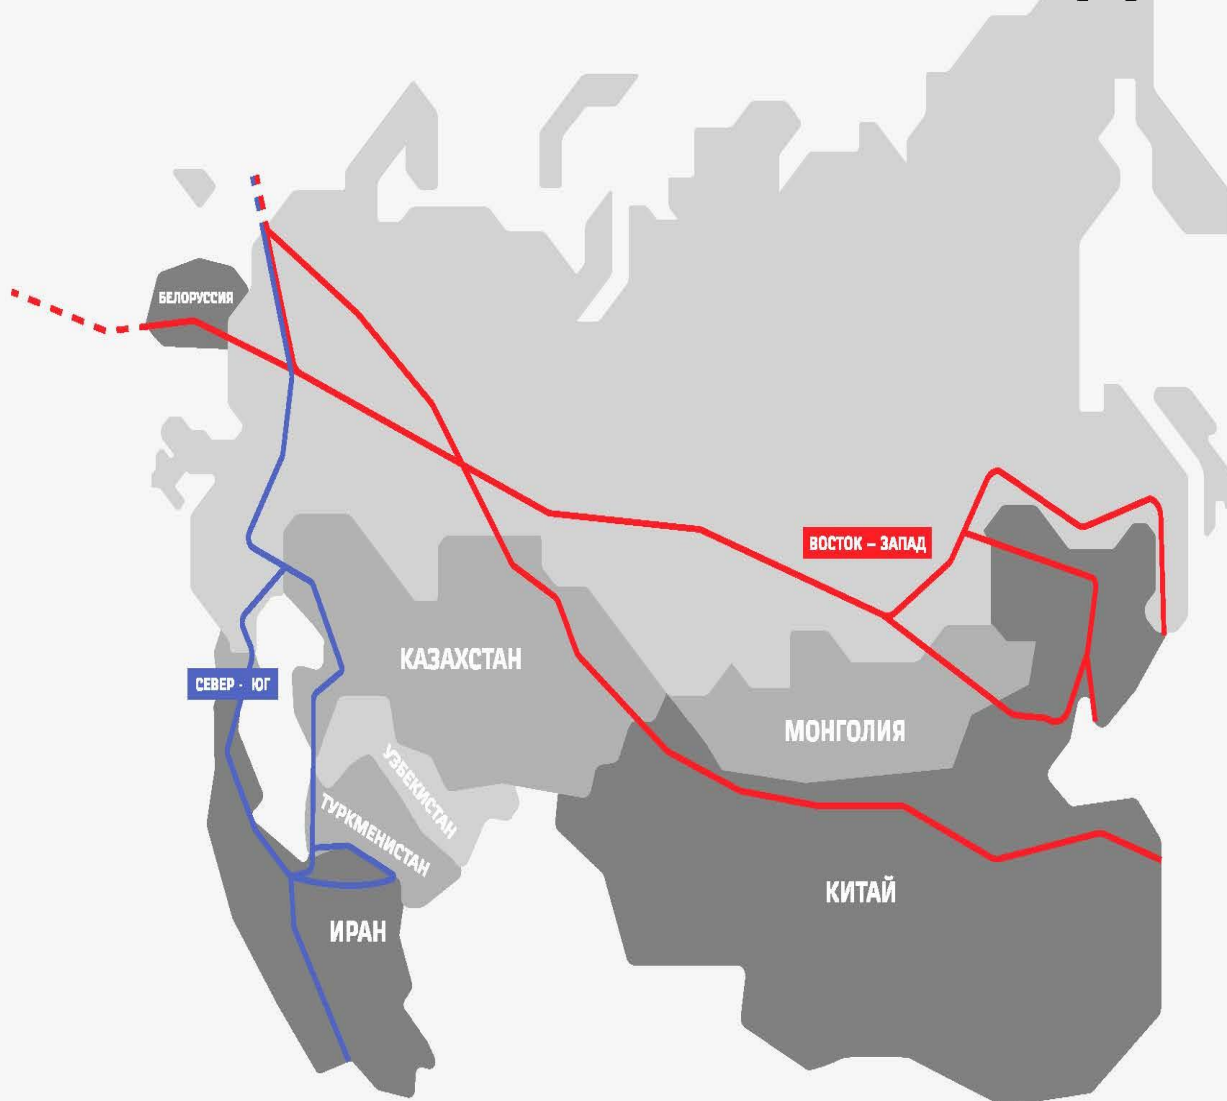 БЕЛОРУССИЯ
ВОСТОК – ЗАПАД
КАЗАХСТАН
СЕВЕР - ЮГ
МОНГОЛИЯ
УЗБЕКИСТАН
ТУРКМЕНИСТАН
КИТАЙ
ИРАН